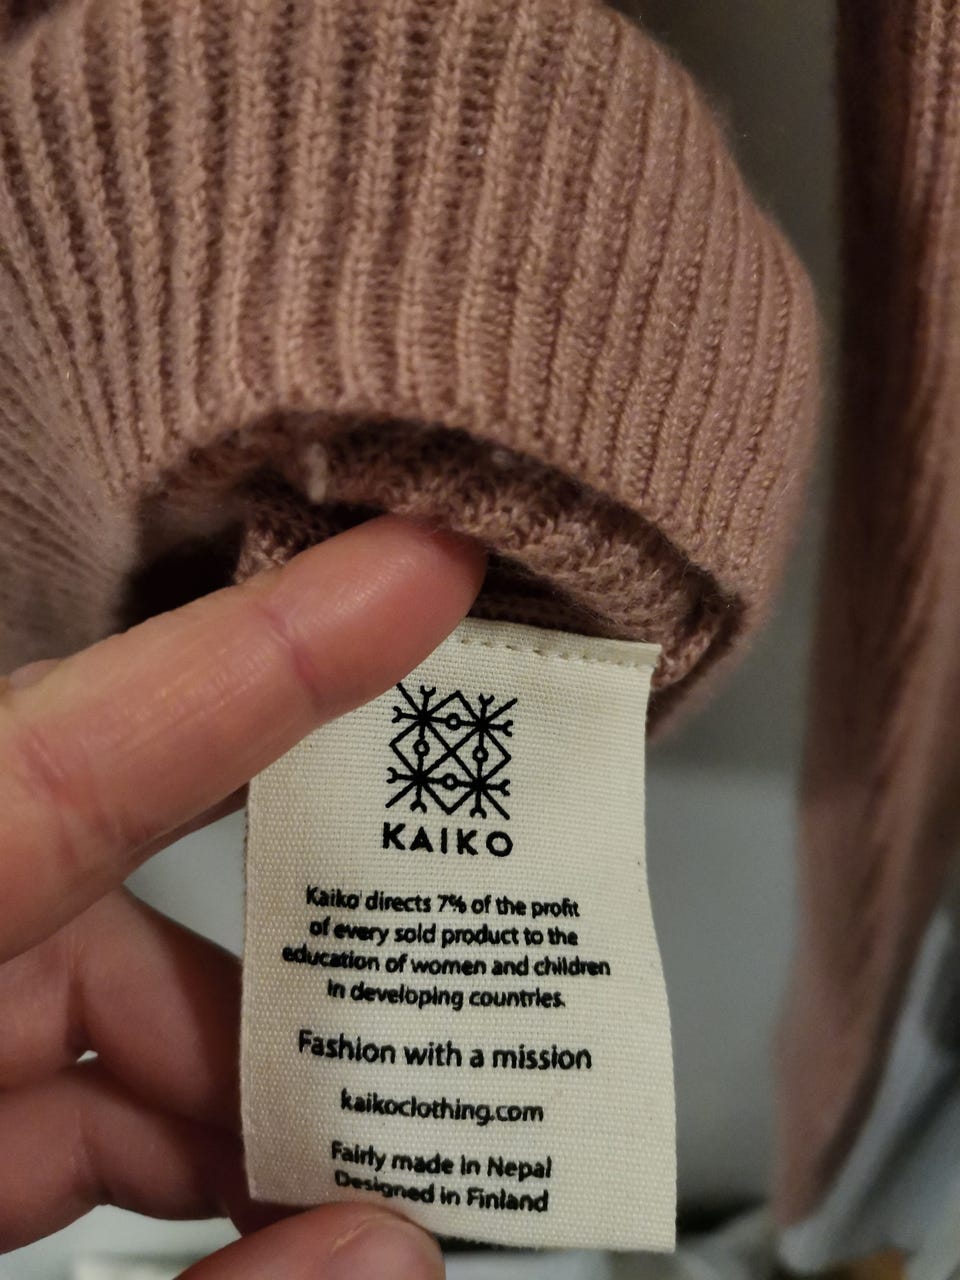 KAIKO
Kaiko directs 7% of the profit
of every sold product to the
education of women and children
in developing countries.
Fashion with a mission
kaikoclothing.com
Fairly made in Nepal
Designed in Finland